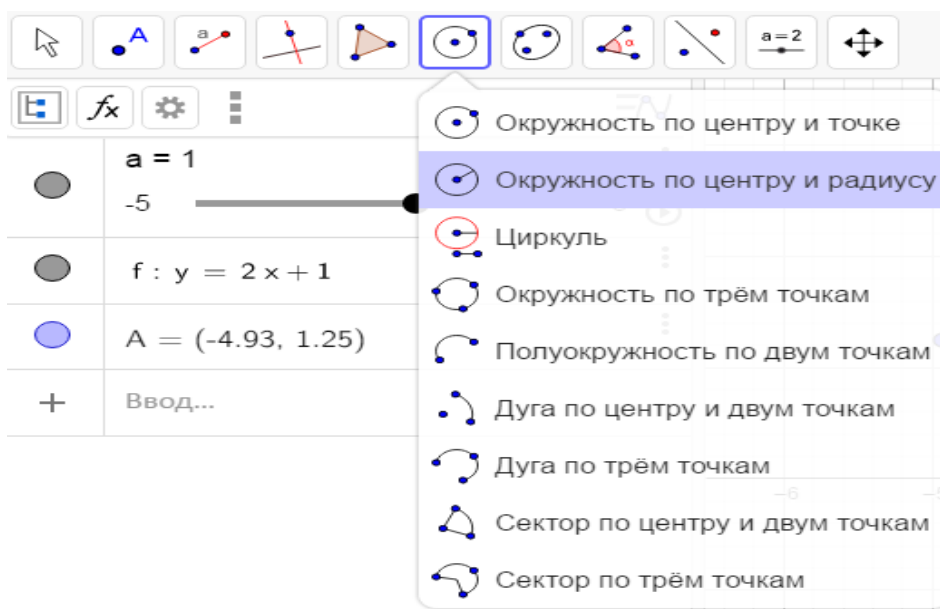 A
a
α
a=2
fx
a = 1
-5
f : y = 2x+1
A = (-4.93, 1.25)
Ввод...
Окружность по центру и точке
Окружность по центру и радиусу
Циркуль
Окружность по трём точкам
Полуокружность по двум точкам
Дуга по центру и двум точкам
Дуга по трём точкам
-6
Сектор по центру и двум точкам
Сектор по трём точкам